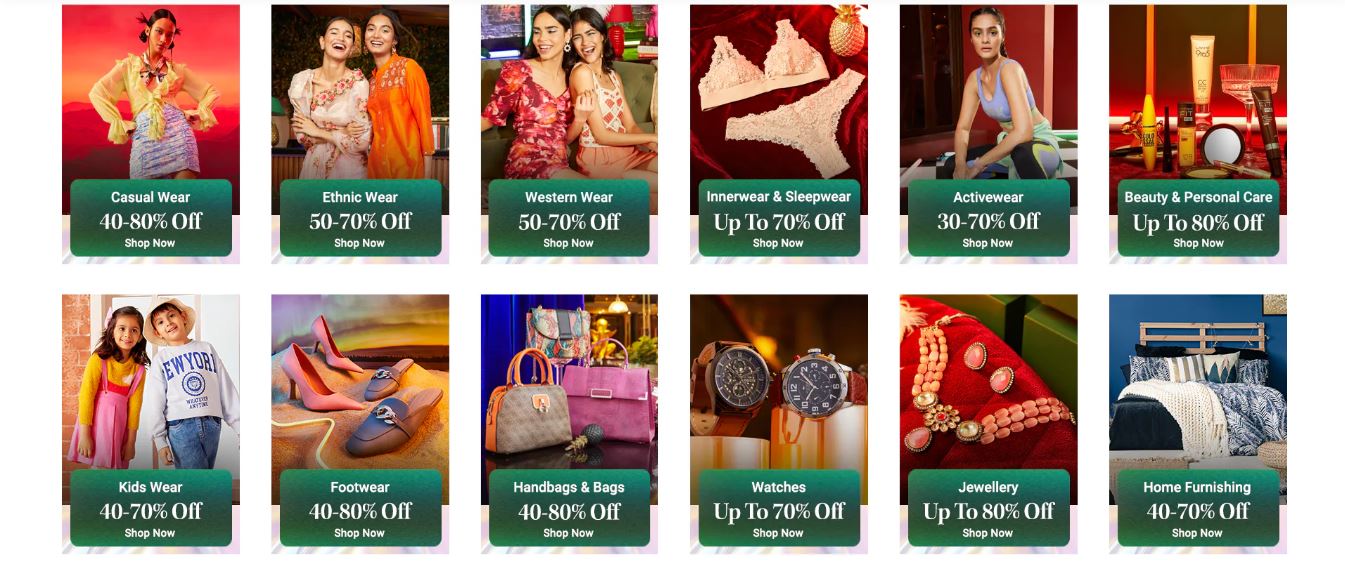 Casual Wear
40-80% Off
Shop Now
Ethnic Wear
50-70% Off
Shop Now
Western Wear
50-70% Off
Shop Now
Innerwear & Sleepwear
Up To 70% Off
Shop Now
Activewear
30-70% Off
Shop Now
Beauty & Personal Care
Up To 80% Off
Shop Now
EWYORK
WHATEVER
ANYTIME
Kids Wear
40-70% Off
Shop Now
Footwear
40-80% Off
Shop Now
Handbags & Bags
40-80% Off
Shop Now
Watches
Up To 70% Off
Shop Now
Jewellery
Up To 80% Off
Shop Now
Home Furnishing
40-70% Off
Shop Now